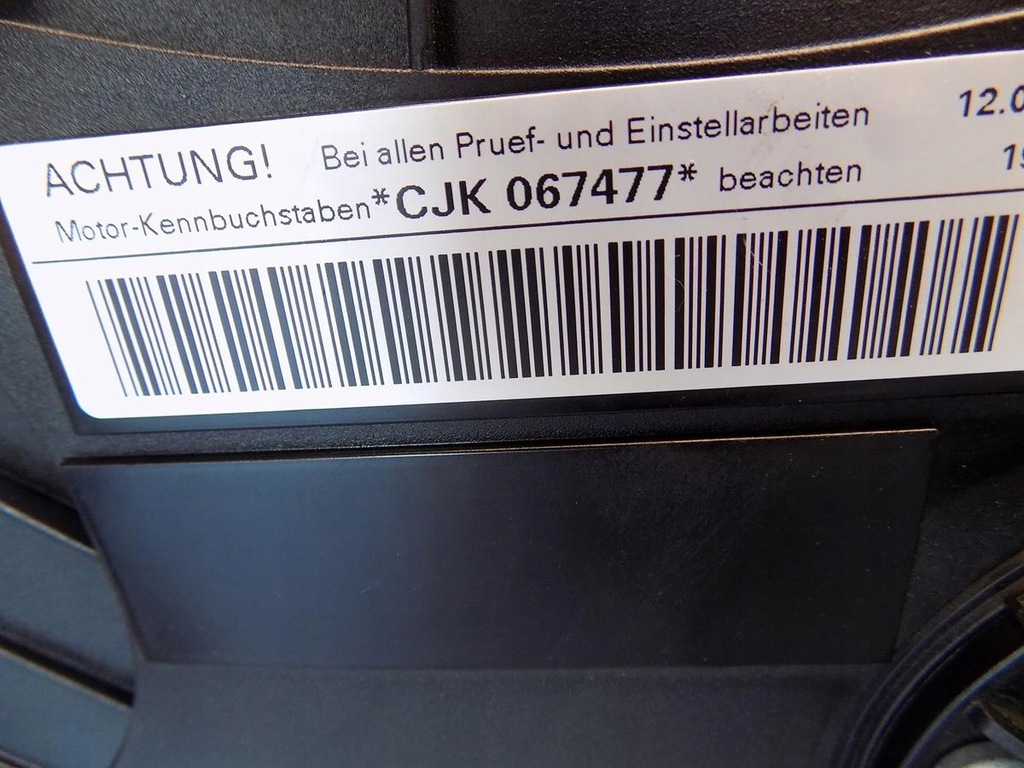 ACHTUNG! Bei allen Pruef- und Einstellarbeiten
Motor-Kennbuchstaben *CJK 067477* beachten